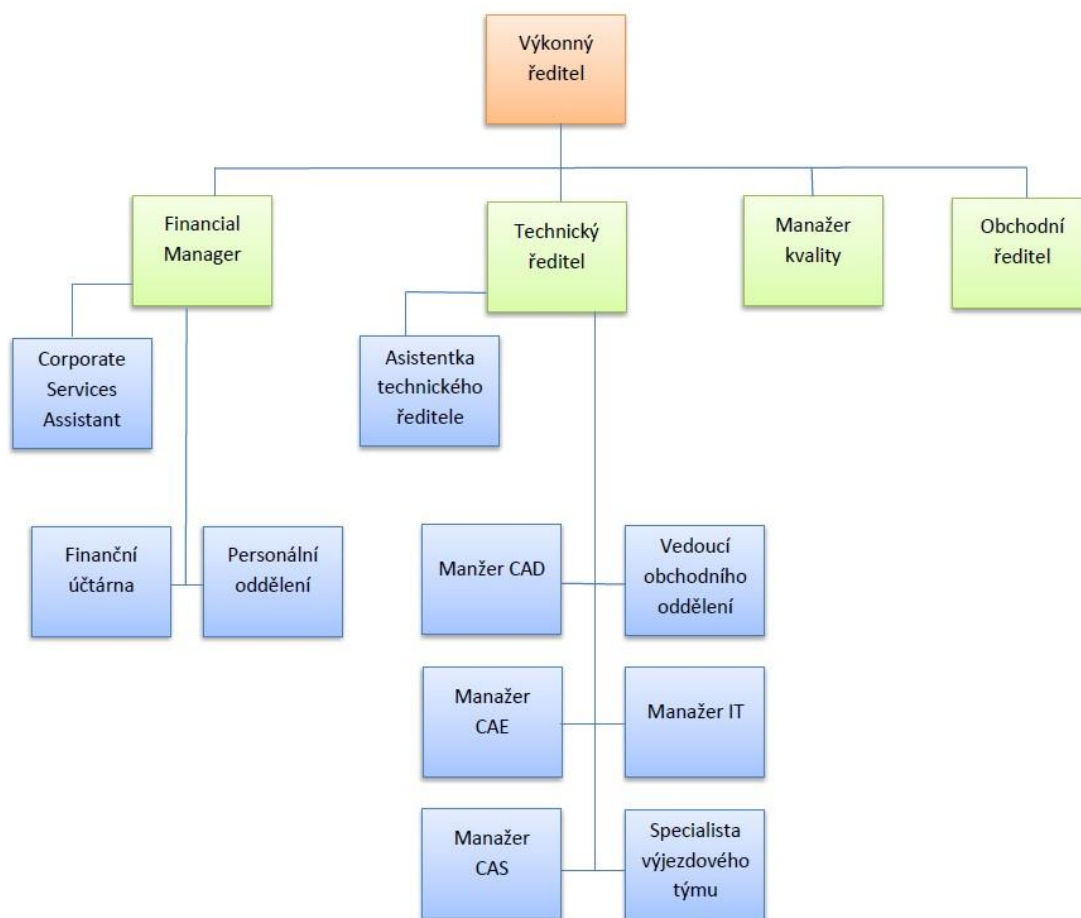 Výkonný
ředitel
Financial
Manager
Technický
ředitel
Manažer
kvality
Obchodní
ředitel
Corporate
Services
Assistant
Asistentka
technického
ředitele
Finanční
účtárna
Personální
oddělení
Manžer CAD
Vedoucí
obchodního
oddělení
Manažer
CAE
Manažer IT
Manažer
CAS
Specialista
výjezdového
týmu